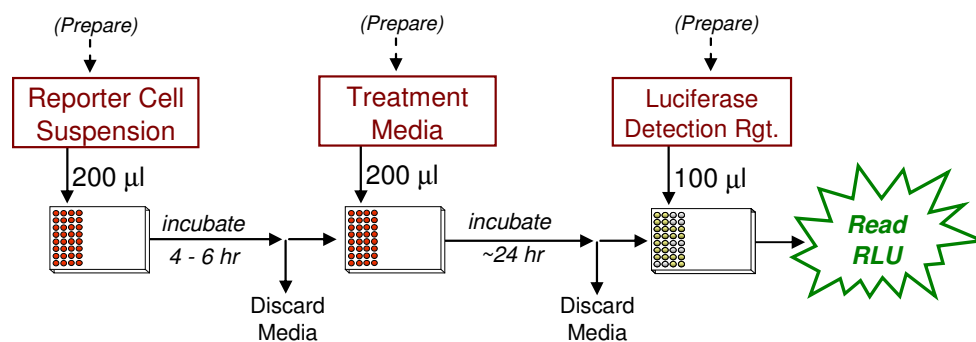 (Prepare)
(Prepare)
(Prepare)
Reporter Cell
Suspension
Treatment
Media
Luciferase
Detection Rgt.
200 μl
200 μl
100 μl
incubate
4 - 6 hr
incubate
~24 hr
Read
RLU
Discard
Media
Discard
Media